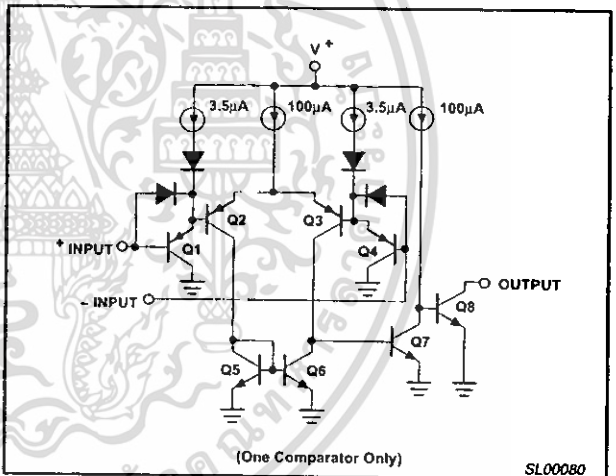 V+
3.5µA
100µA
3.5µA
100µA
Q2
Q3
+ INPUT
Q1
Q4
- INPUT
OUTPUT
Q8
Q7
Q5
Q6
(One Comparator Only)
SL00080